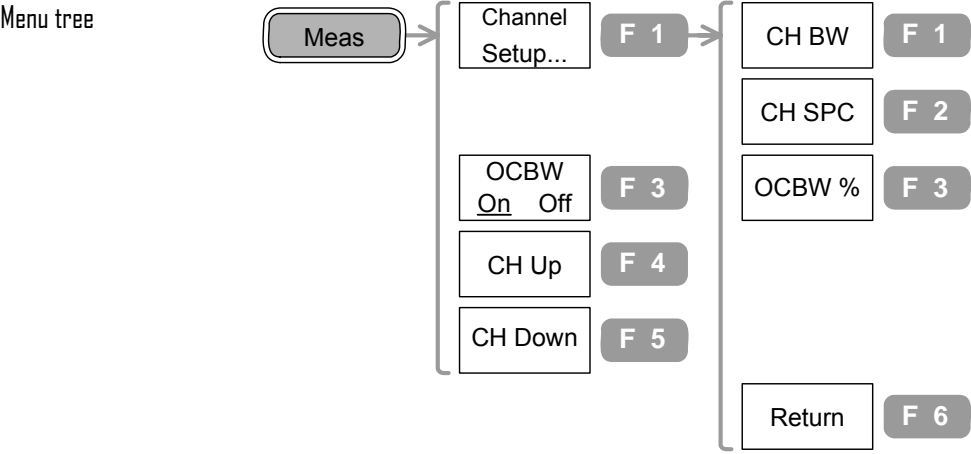 Menu tree
Meas
Channel
Setup...
F 1
OCBW
On Off
F 3
CH Up
F 4
CH Down
F 5
CH BW
F 1
CH SPC
F 2
OCBW %
F 3
Return
F 6